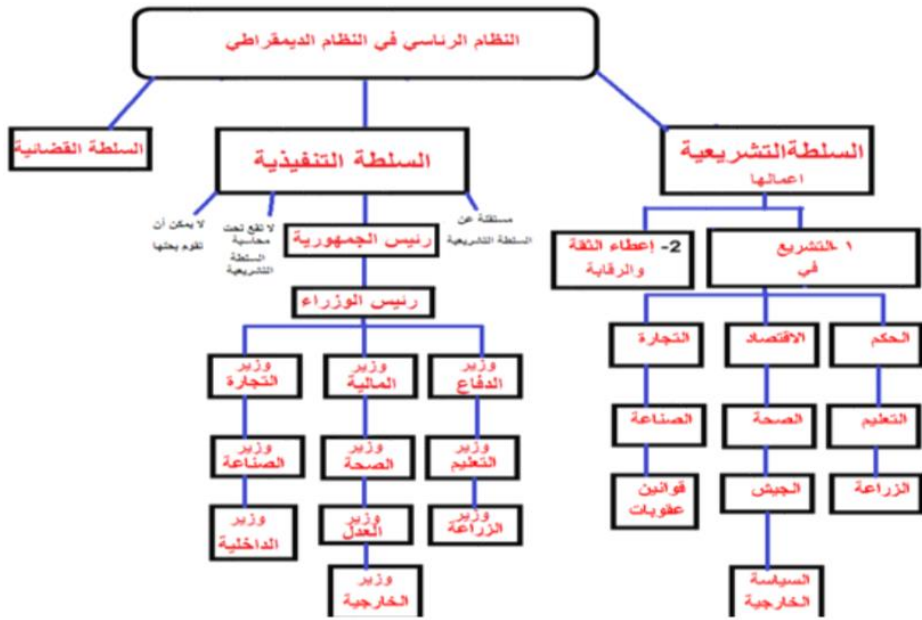 النظام الرئاسي في النظام الديمقراطي
السلطةالتشريعية
اعمالها
السلطة التنفيذية
السلطة القضائية
مستقلة عن
السلطة التشريعية
لا تقع تحت
محاسبة
السلطة
التشريعية
لا يمكن أن
تقوم بحلها
١-التشريع
في
2- إعطاء الثقة
والرقابة
رئيس الجمهورية
رئيس الوزراء
الحكم
الاقتصاد
التجارة
التعليم
الصحة
الصناعة
الزراعة
الجيش
قوانين
عقوبات
السياسة
الخارجية
وزير
الدفاع
وزير
المالية
وزير
التجارة
وزير
التعليم
وزير
الصحة
وزير
الصناعة
وزير
الزراعة
وزير
العدل
وزير
الداخلية
وزير
الخارجية